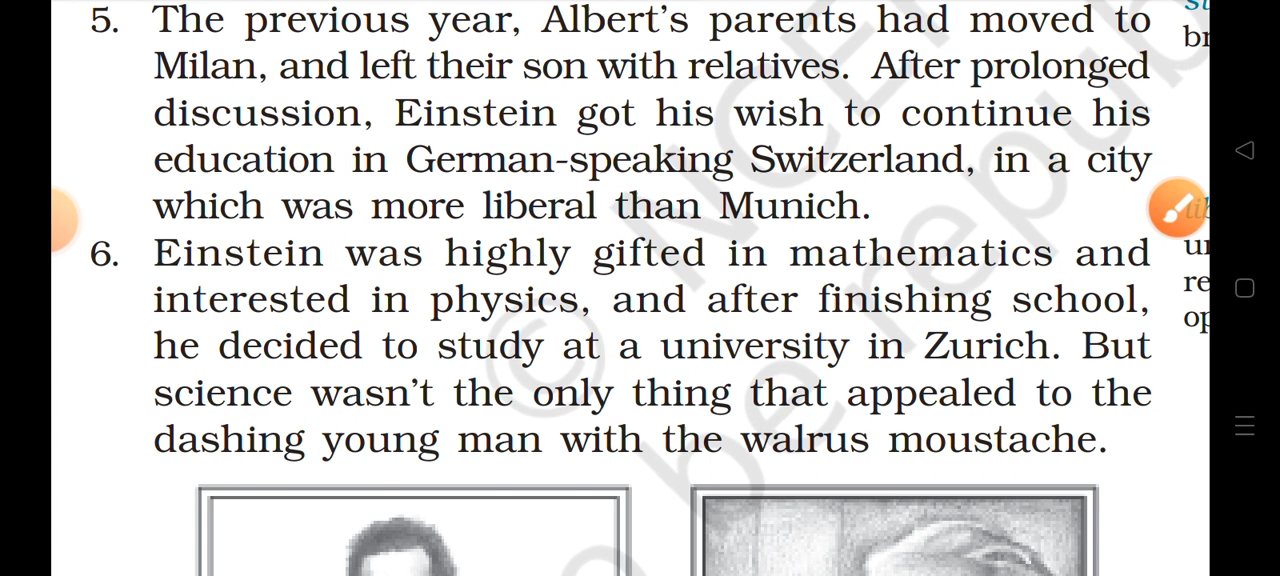 5. The previous year, Albert's parents had moved to
Milan, and left their son with relatives. After prolonged
discussion, Einstein got his wish to continue his
education in German-speaking Switzerland, in a city
which was more liberal than Munich.
6. Einstein was highly gifted in mathematics and
interested in physics, and after finishing school,
he decided to study at a university in Zurich. But
science wasn't the only thing that appealed to the
dashing young man with the walrus moustache.